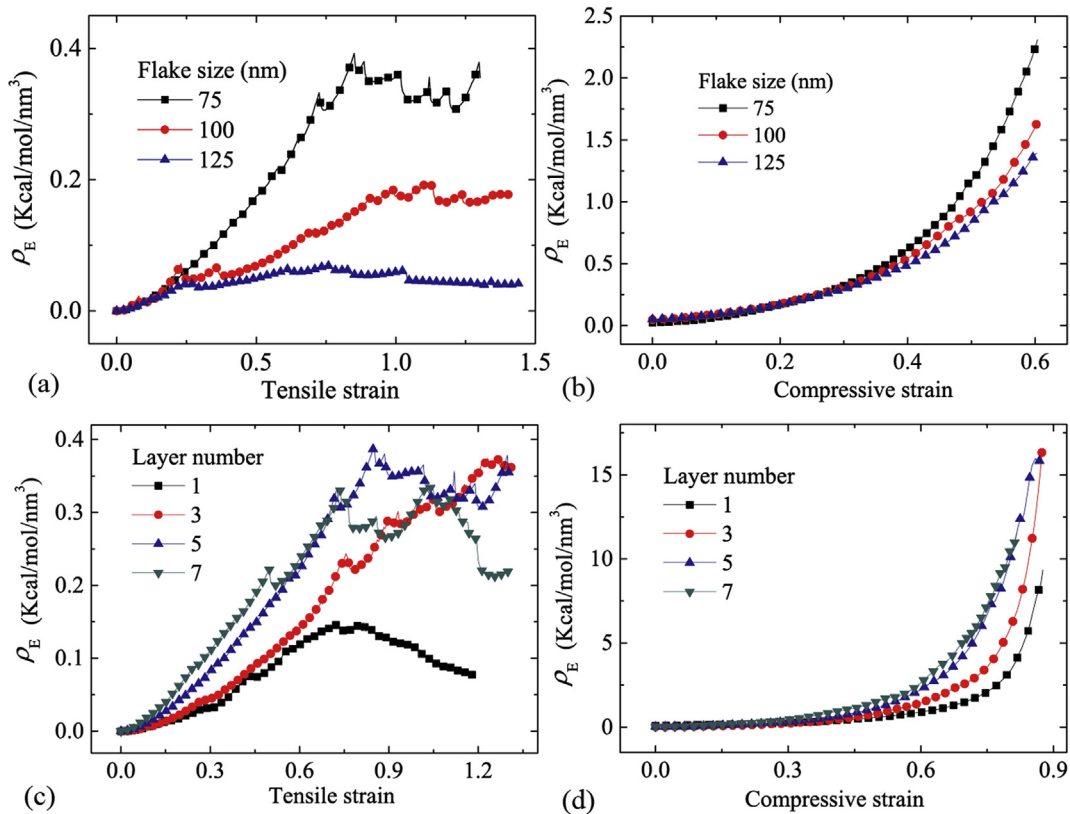 0.4
0.2
0.0
ρE (Kcal/mol/nm³)
Flake size (nm)
75
100
125
0.0 0.5 1.0 1.5
Tensile strain
(a)
2.5
2.0
1.5
1.0
0.5
0.0
ρE (Kcal/mol/nm³)
Flake size (nm)
75
100
125
0.0 0.2 0.4 0.6
Compressive strain
(b)
0.4
0.3
0.2
0.1
0.0
ρE (Kcal/mol/nm³)
Layer number
1
3
5
7
0.0 0.3 0.6 0.9 1.2
Tensile strain
(c)
15
10
5
0
ρE (Kcal/mol/nm³)
Layer number
1
3
5
7
0.0 0.3 0.6 0.9
Compressive strain
(d)